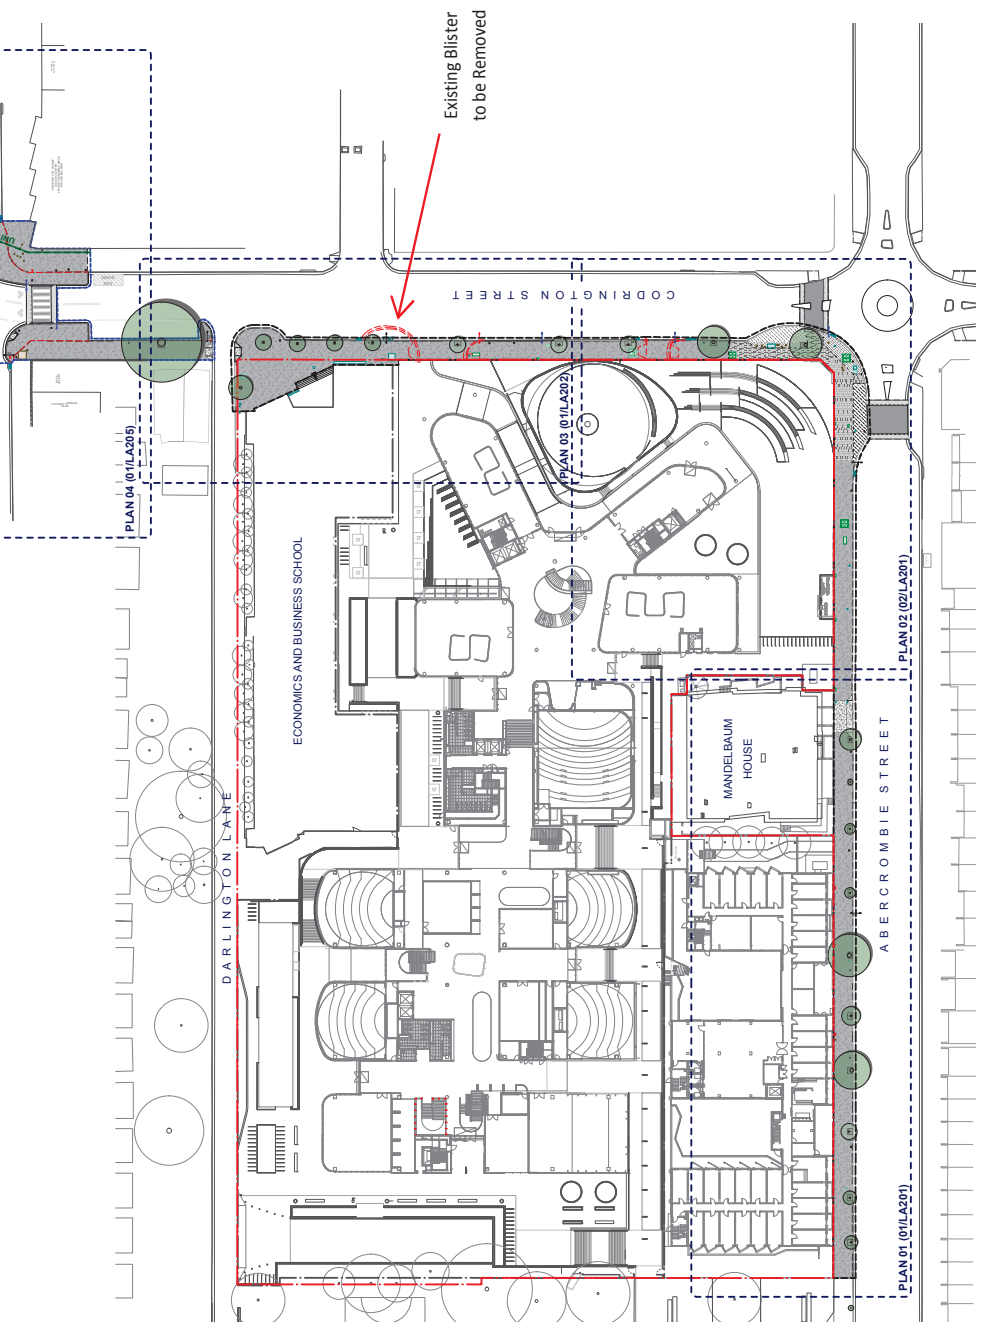 Existing Blister
to be Removed
CODRINGTON STREET
PLAN 04 (01/LA205)
PLAN 03 (01/LA202)
ECONOMICS AND BUSINESS SCHOOL
PLAN 02 (02/LA201)
MANDELBAUM
HOUSE
DARLINGTON LANE
ABERCROMBIE STREET
PLAN 01 (01/LA201)